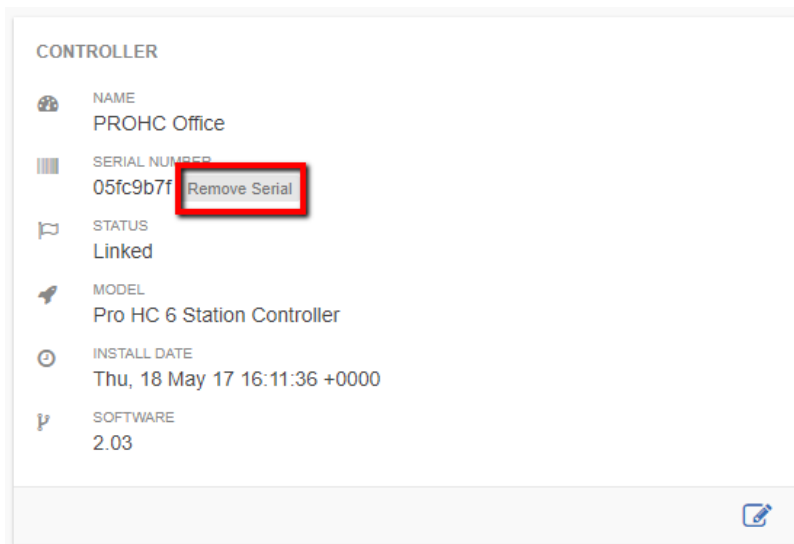 CONTROLLER
NAME
PROHC Office
SERIAL NUMBER
05fc9b7f Remove Serial
STATUS
Linked
MODEL
Pro HC 6 Station Controller
INSTALL DATE
Thu, 18 May 17 16:11:36 +0000
SOFTWARE
2.03